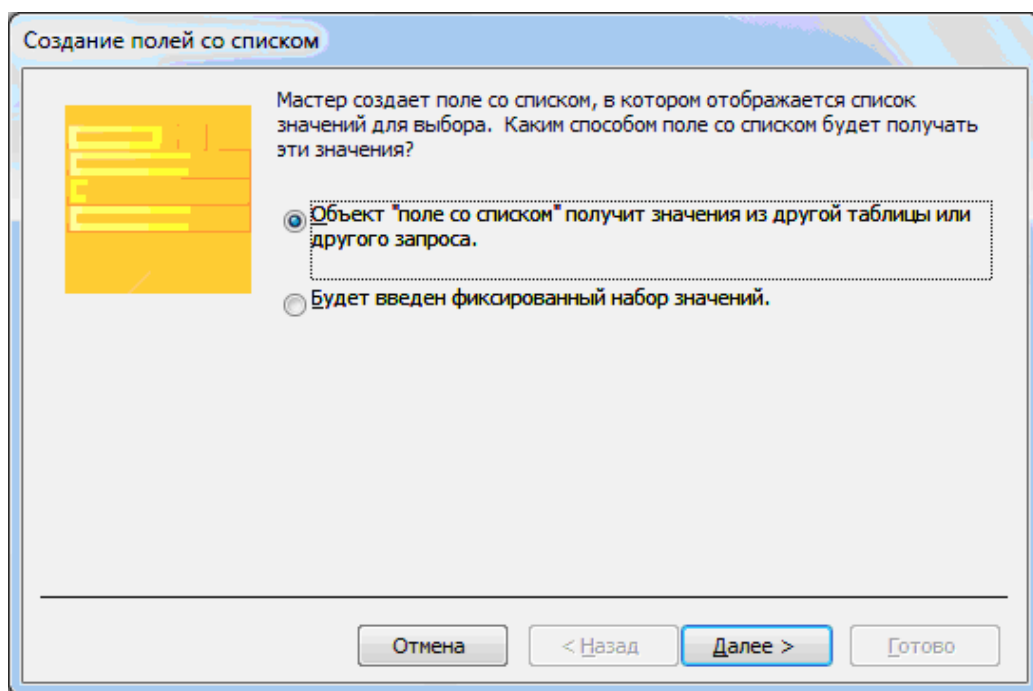 Создание полей со списком
Мастер создает поле со списком, в котором отображается список
значений для выбора. Каким способом поле со списком будет получать
эти значения?
Объект "поле со списком" получит значения из другой таблицы или
другого запроса.
Будет введен фиксированный набор значений.
Отмена
< Назад
Далее >
Готово